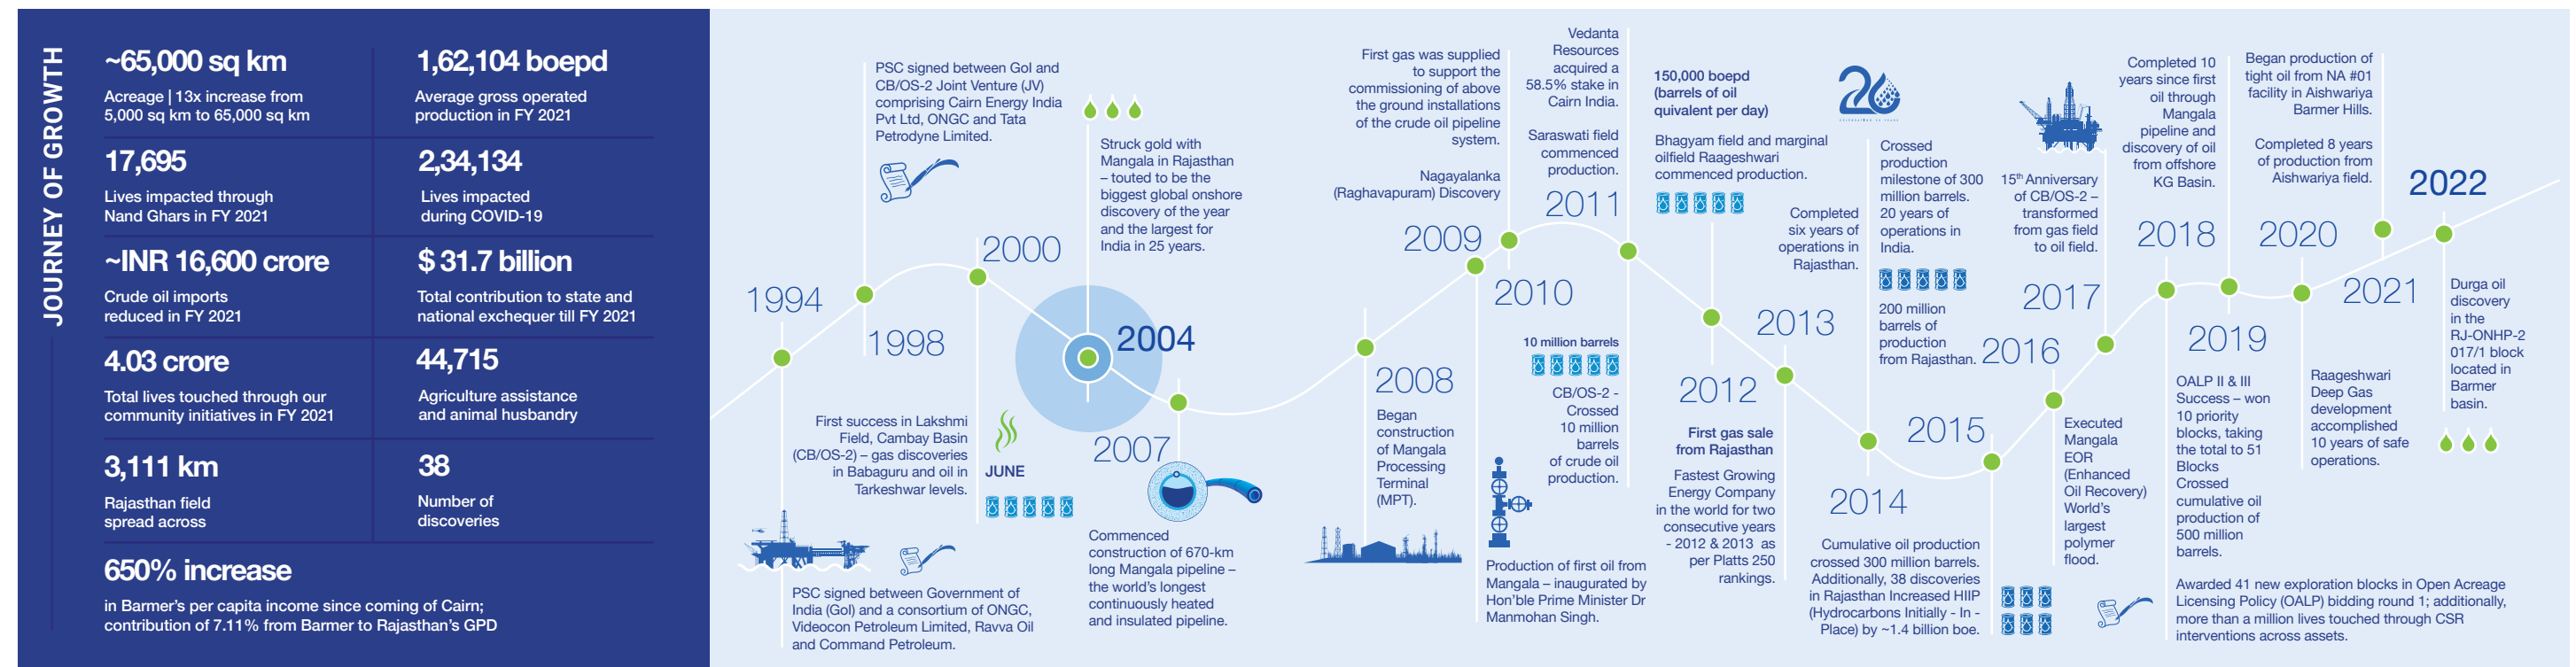 JOURNEY OF GROWTH
~65,000 sq km
Acreage | 13x increase from
5,000 sq km to 65,000 sq km
1,62,104 boepd
Average gross operated
production in FY 2021
17,695
Lives impacted through
Nand Ghars in FY 2021
2,34,134
Lives impacted
during COVID-19
~INR 16,600 crore
Crude oil imports
reduced in FY 2021
$ 31.7 billion
Total contribution to state and
national exchequer till FY 2021
4.03 crore
Total lives touched through our
community initiatives in FY 2021
44,715
Agriculture assistance
and animal husbandry
3,111 km
Rajasthan field
spread across
38
Number of
discoveries
650% increase
in Barmer's per capita income since coming of Cairn;
contribution of 7.11% from Barmer to Rajasthan's GPD
1994
PSC signed between Government of
India (GoI) and a consortium of ONGC,
Videocon Petroleum Limited, Ravva Oil
and Command Petroleum.
1998
PSC signed between GoI and
CB/OS-2 Joint Venture (JV)
comprising Cairn Energy India
Pvt Ltd, ONGC and Tata
Petrodyne Limited.
2000
First success in Lakshmi
Field, Cambay Basin
(CB/OS-2) – gas discoveries
in Babaguru and oil in
Tarkeshwar levels.
JUNE
2004
Struck gold with
Mangala in Rajasthan
– touted to be the
biggest global onshore
discovery of the year
and the largest for
India in 25 years.
2007
Commenced
construction of 670-km
long Mangala pipeline –
the world's longest
continuously heated
and insulated pipeline.
2008
Began
construction
of Mangala
Processing
Terminal
(MPT).
2009
Production of first oil from
Mangala – inaugurated by
Hon'ble Prime Minister Dr
Manmohan Singh.
First gas was supplied
to support the
commissioning of above
the ground installations
of the crude oil pipeline
system.
Nagayalanka
(Raghavapuram) Discovery
2010
10 million barrels
CB/OS-2 -
Crossed
10 million
barrels
of crude oil
production.
Vedanta
Resources
acquired a
58.5% stake in
Cairn India.
Saraswati field
commenced
production.
2011
150,000 boepd
(barrels of oil
quivalent per day)
Bhagyam field and marginal
oilfield Raageshwari
commenced production.
2012
First gas sale
from Rajasthan
Fastest Growing
Energy Company
in the world for two
consecutive years
- 2012 & 2013 as
per Platts 250
rankings.
Completed
six years of
operations in
Rajasthan.
2013
20
Crossed
production
milestone of 300
million barrels.
20 years of
operations in
India.
200 million
barrels of
production
from Rajasthan.
2014
Cumulative oil production
crossed 300 million barrels.
Additionally, 38 discoveries
in Rajasthan Increased HIIP
(Hydrocarbons Initially - In -
Place) by ~1.4 billion boe.
2015
2016
Executed
Mangala
EOR
(Enhanced
Oil Recovery)
World's
largest
polymer
flood.
15th Anniversary
of CB/OS-2 –
transformed
from gas field
to oil field.
2017
2018
Completed 10
years since first
oil through
Mangala
pipeline and
discovery of oil
from offshore
KG Basin.
2019
OALP II & III
Success – won
10 priority
blocks, taking
the total to 51
Blocks
Crossed
cumulative oil
production of
500 million
barrels.
Awarded 41 new exploration blocks in Open Acreage
Licensing Policy (OALP) bidding round 1; additionally,
more than a million lives touched through CSR
interventions across assets.
Began production of
tight oil from NA #01
facility in Aishwariya
Barmer Hills.
Completed 8 years
of production from
Aishwariya field.
2020
Raageshwari
Deep Gas
development
accomplished
10 years of safe
operations.
2021
2022
Durga oil
discovery
in the
RJ-ONHP-2
017/1 block
located in
Barmer
basin.